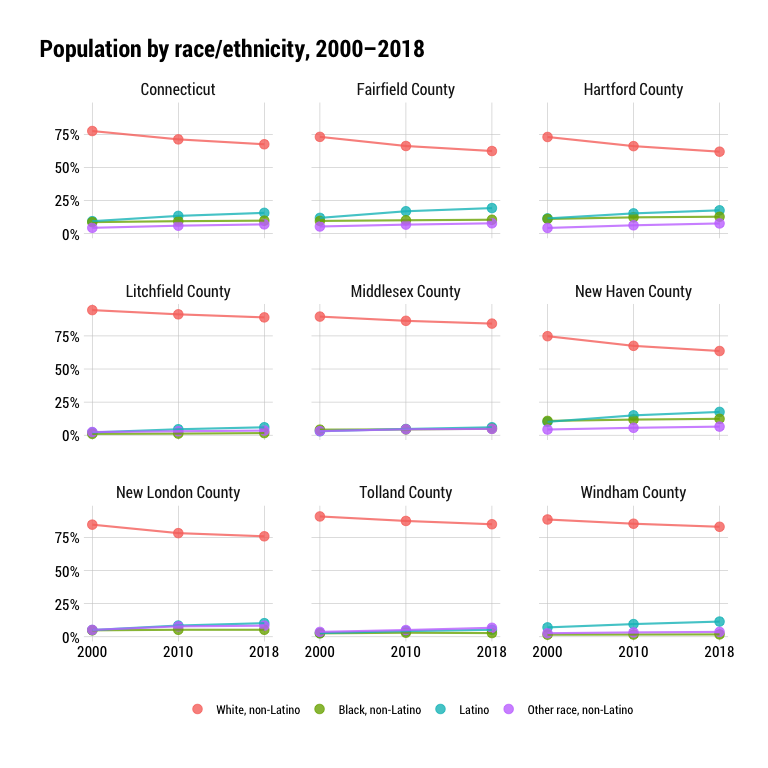 Population by race/ethnicity, 2000–2018
Connecticut
Fairfield County
Hartford County
75%
50%
25%
0%
Litchfield County
Middlesex County
New Haven County
75%
50%
25%
0%
New London County
Tolland County
Windham County
75%
50%
25%
0%
2000 2010 2018 2000 2010 2018 2000 2010 2018
White, non-Latino Black, non-Latino Latino Other race, non-Latino